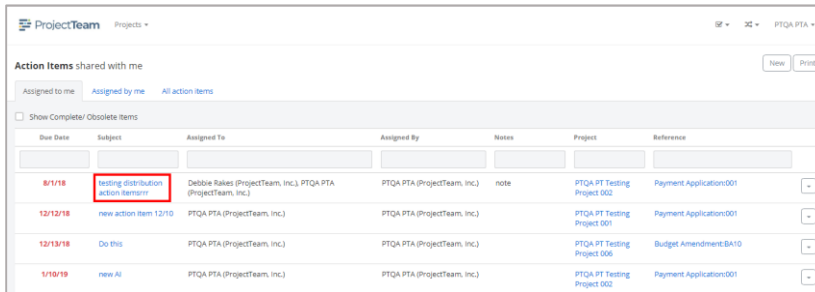 ProjectTeam Projects PTQA PTA
Action Items shared with me New Print
Assigned to me Assigned by me All action items
Show Complete/ Obsolete Items
Due Date Subject Assigned To Assigned By Notes Project Reference
8/1/18 testing distribution Debbie Rakes (ProjectTeam, Inc.), PTQA PTA PTQA PTA (ProjectTeam, Inc.) note PTQA PT Testing Payment Application:001
action itemsrrr (ProjectTeam, Inc.) Project 002
12/12/18 new action item 12/10 PTQA PTA (ProjectTeam, Inc.) PTQA PTA (ProjectTeam, Inc.) PTQA PT Testing
Project 001
12/13/18 Do this PTQA PTA (ProjectTeam, Inc.) PTQA PTA (ProjectTeam, Inc.) PTQA PT Testing Budget Amendment:BA10
Project 006
1/10/19 new AI PTQA PTA (ProjectTeam, Inc.) PTQA PTA (ProjectTeam, Inc.) PTQA PT Testing Payment Application:001
Project 002